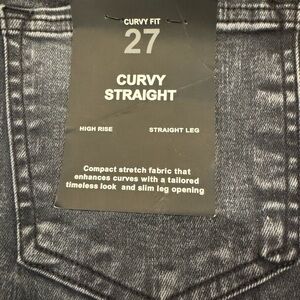 CURVY FIT
27
CURVY
STRAIGHT
HIGH RISE STRAIGHT LEG
Compact stretch fabric that
enhances curves with a tailored
timeless look and slim leg opening